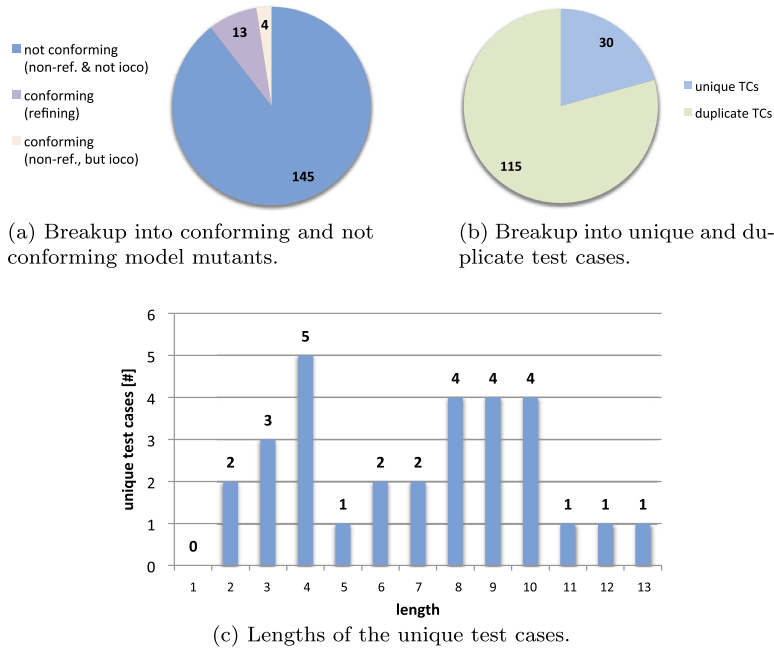 not conforming
(non-ref. & not ioco)
conforming
(refining)
conforming
(non-ref., but ioco)
13
4
145
30
115
unique TCs
duplicate TCs
(a) Breakup into conforming and not
conforming model mutants.
(b) Breakup into unique and du-
plicate test cases.
unique test cases [#]
6
5
4
3
2
1
0
0
2
3
5
1
2
2
4
4
4
1
1
1
1 2 3 4 5 6 7 8 9 10 11 12 13
length
(c) Lengths of the unique test cases.